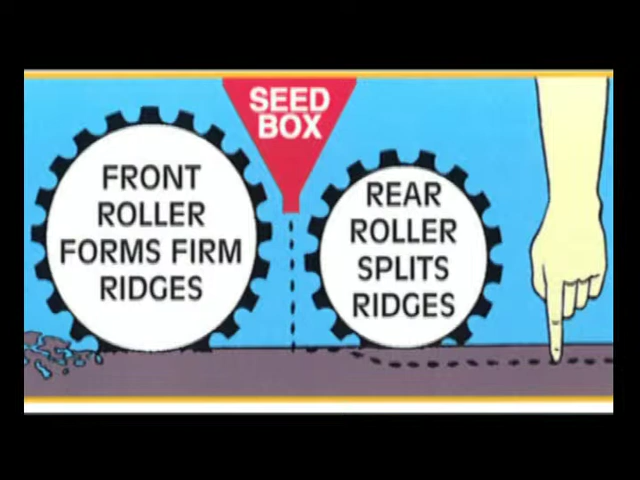 FRONT
ROLLER
FORMS FIRM
RIDGES
SEED
BOX
REAR
ROLLER
SPLITS
RIDGES